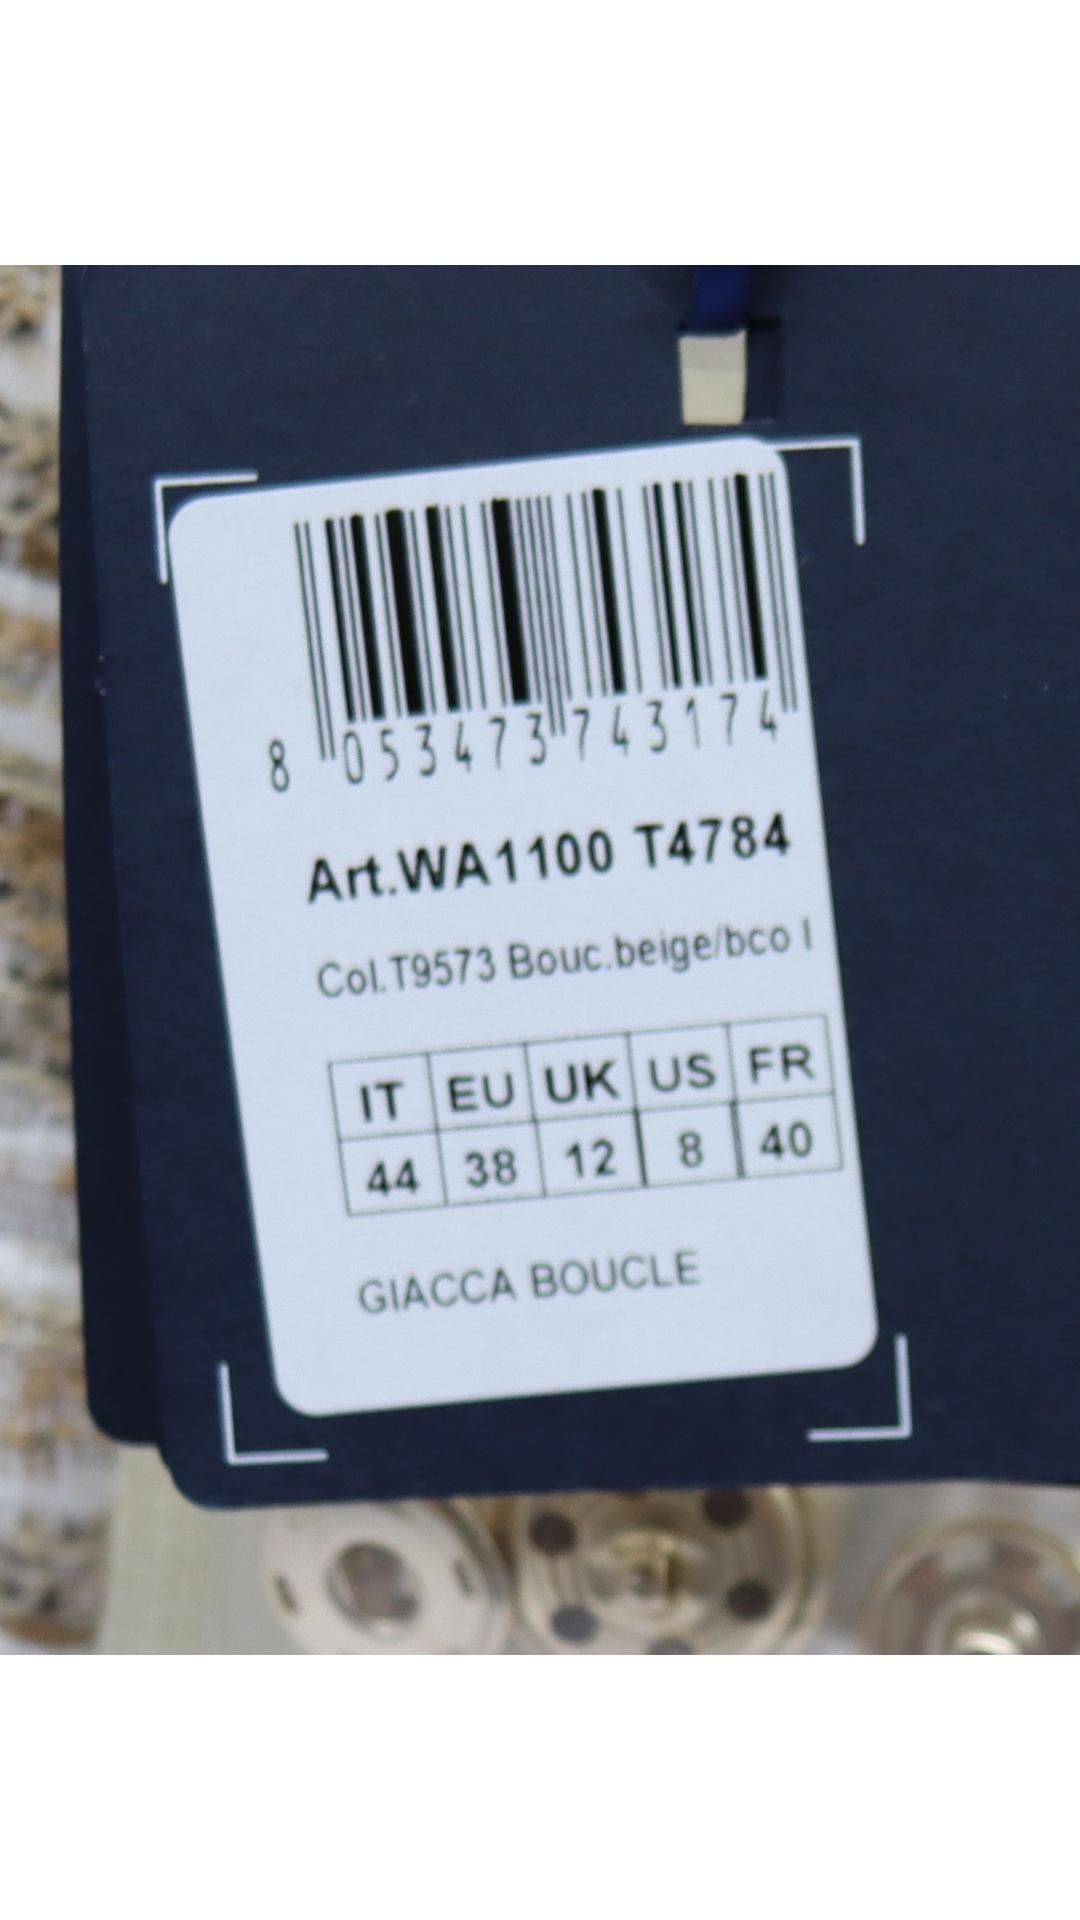 8 053473 743174
Art.WA1100 T4784
Col.T9573 Bouc.beige/bco l
IT EU UK US FR
44 38 12 8 40
GIACCA BOUCLE